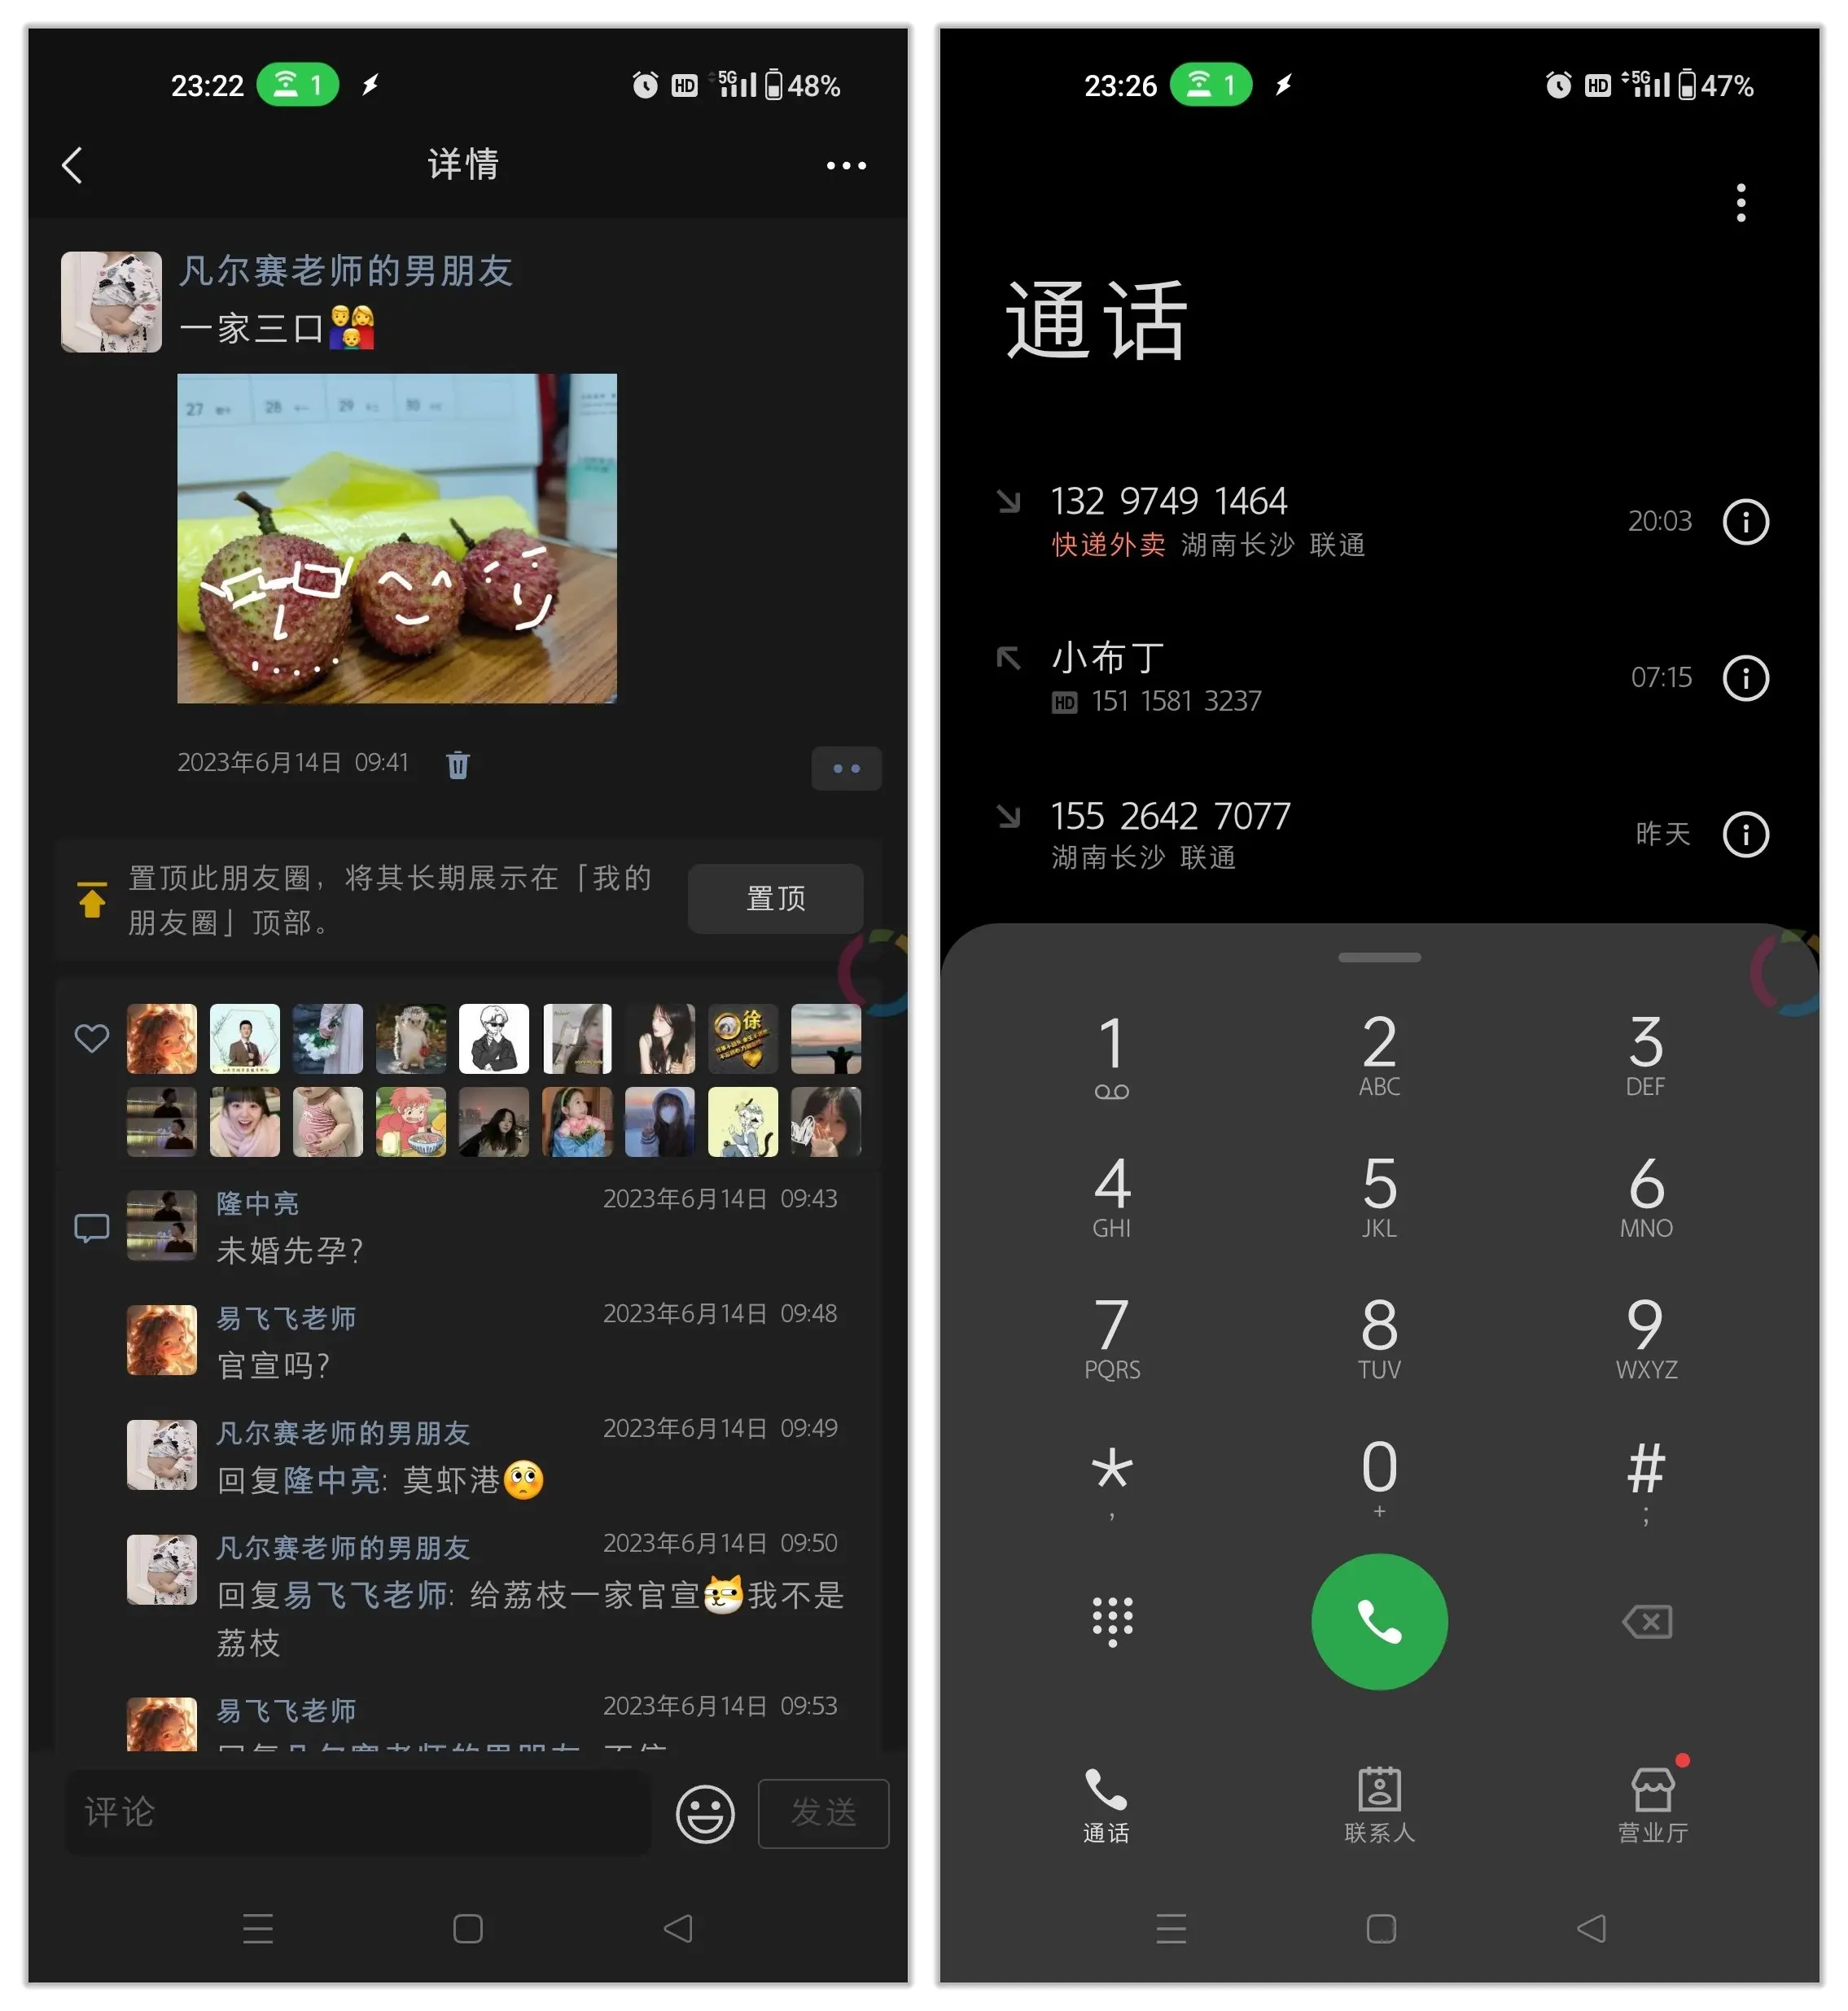 23:22
1
HD
5G
48%
详情
凡尔赛老师的男朋友
一家三口
27
28
29
30
2023年6月14日 09:41
置顶此朋友圈，将其长期展示在「我的
朋友圈」顶部。
置顶
徐
隆中亮
2023年6月14日 09:43
未婚先孕?
易飞飞老师
2023年6月14日 09:48
官宣吗?
凡尔赛老师的男朋友
2023年6月14日 09:49
回复隆中亮: 莫虾港
凡尔赛老师的男朋友
2023年6月14日 09:50
回复易飞飞老师: 给荔枝一家官宣我不是
荔枝
易飞飞老师
2023年6月14日 09:53
回复凡尔赛老师的男朋友
评论
发送
23:26
1
HD
5G
47%
通话
132 9749 1464
快递外卖 湖南长沙 联通
20:03
小布丁
HD 151 1581 3237
07:15
155 2642 7077
湖南长沙 联通
昨天
1
2
ABC
3
DEF
4
GHI
5
JKL
6
MNO
7
PQRS
8
TUV
9
WXYZ
*
,
0
+
#
;
通话
联系人
营业厅